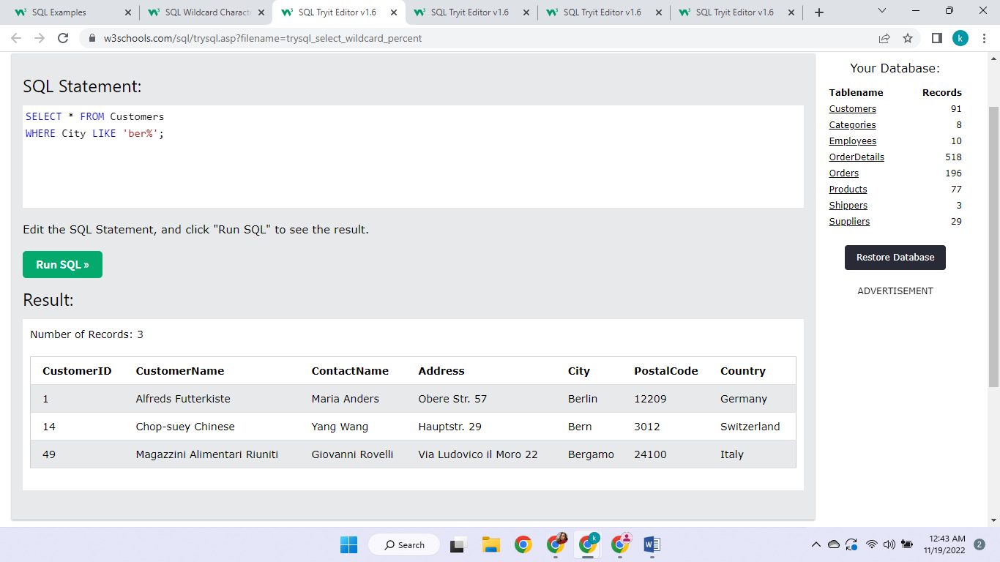 SQL Examples
SQL Wildcard Characte
SQL Tryit Editor v1.6
SQL Tryit Editor v1.6
SQL Tryit Editor v1.6
SQL Tryit Editor v1.6
w3schools.com/sql/trysql.asp?filename=trysql_select_wildcard_percent
k
SQL Statement:
SELECT * FROM Customers
WHERE City LIKE 'ber%';
Edit the SQL Statement, and click "Run SQL" to see the result.
Run SQL »
Result:
Number of Records: 3
CustomerID CustomerName ContactName Address City PostalCode Country
1 Alfreds Futterkiste Maria Anders Obere Str. 57 Berlin 12209 Germany
14 Chop-suey Chinese Yang Wang Hauptstr. 29 Bern 3012 Switzerland
49 Magazzini Alimentari Riuniti Giovanni Rovelli Via Ludovico il Moro 22 Bergamo 24100 Italy
Your Database:
Tablename Records
Customers 91
Categories 8
Employees 10
OrderDetails 518
Orders 196
Products 77
Shippers 3
Suppliers 29
Restore Database
ADVERTISEMENT
Search
k
W
12:43 AM
11/19/2022
2